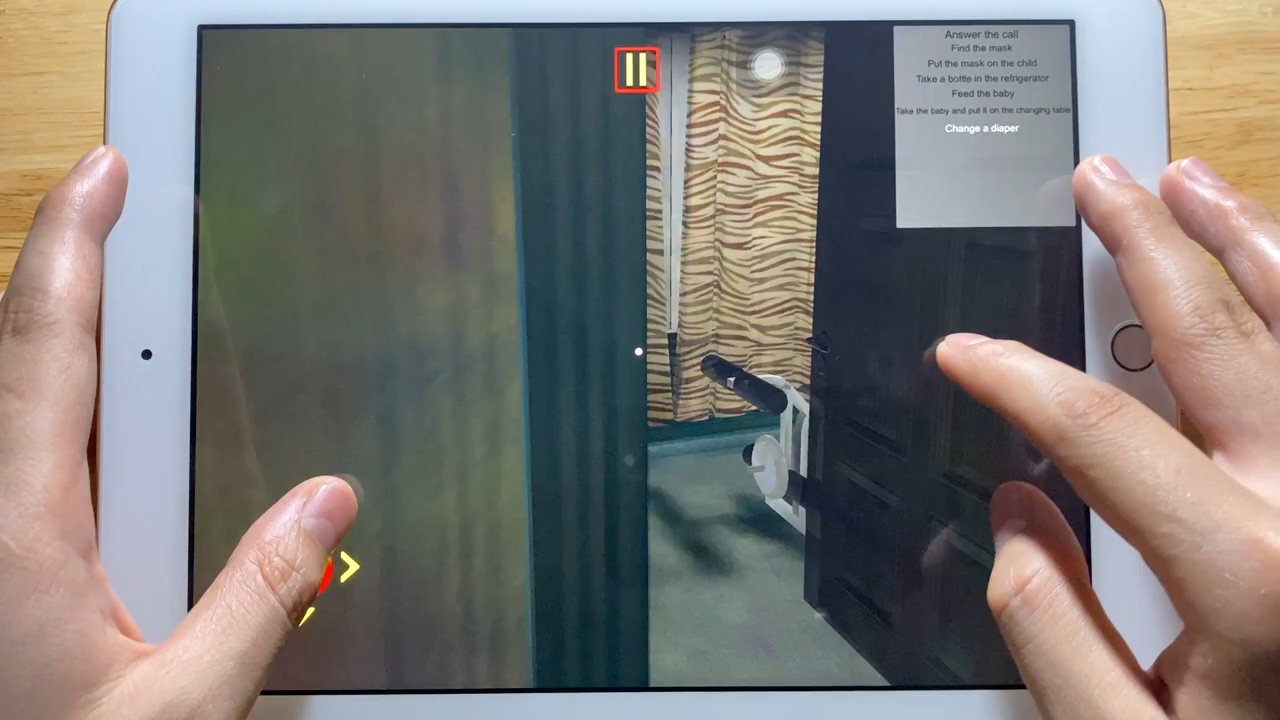 Answer the call
Find the mask
Put the mask on the child
Take a bottle in the refrigerator
Feed the baby
Take the baby and put it on the changing table
Change a diaper